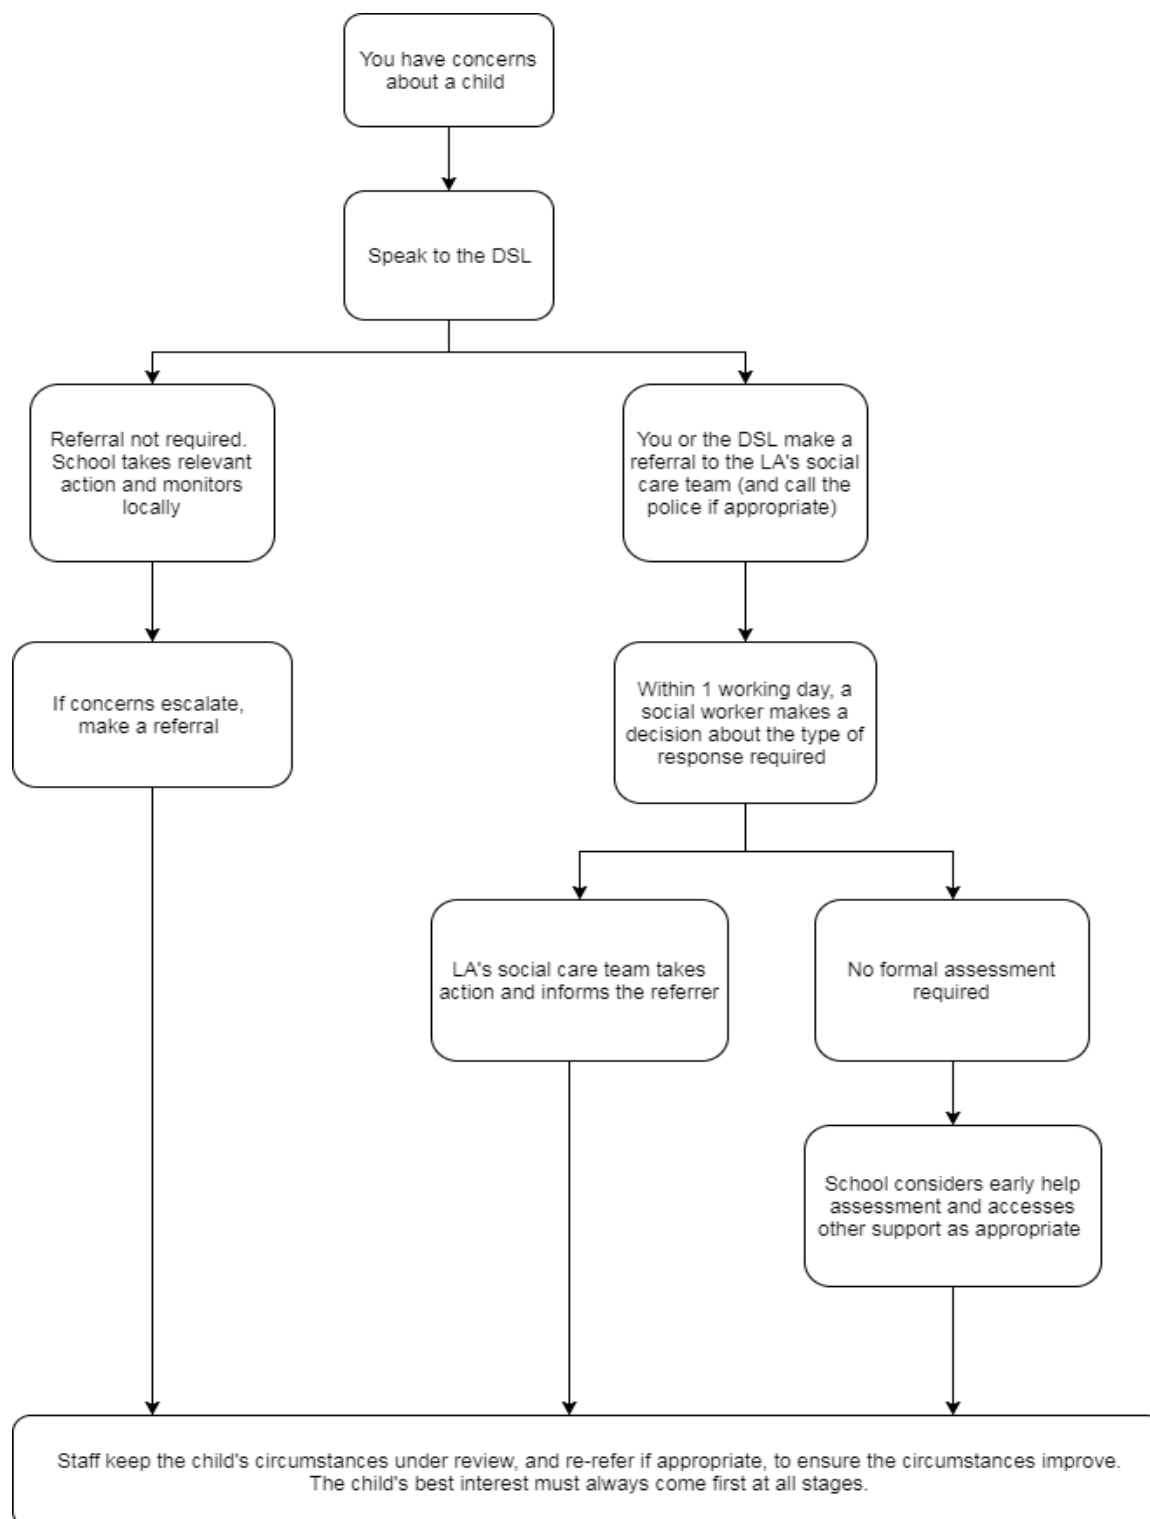 You have concerns
about a child
Speak to the DSL
Referral not required.
School takes relevant
action and monitors
locally
You or the DSL make a
referral to the LA's social
care team (and call the
police if appropriate)
If concerns escalate,
make a referral
Within 1 working day, a
social worker makes a
decision about the type of
response required
LA's social care team takes
action and informs the referrer
No formal assessment
required
School considers early help
assessment and accesses
other support as appropriate
Staff keep the child's circumstances under review, and re-refer if appropriate, to ensure the circumstances improve.
The child's best interest must always come first at all stages.